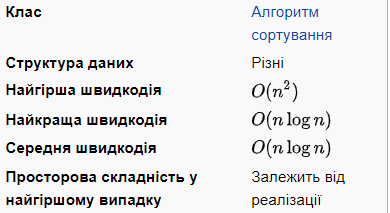 Клас Алгоритм
сортування
Структура даних Різні
Найгірша швидкодія O(n²)
Найкраща швидкодія O(n log n)
Середня швидкодія O(n log n)
Просторова складність у Залежить від
найгіршому випадку реалізації